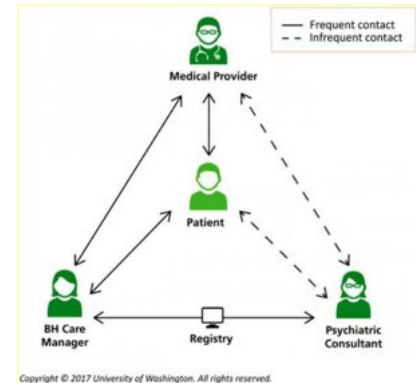 Frequent contact
Infrequent contact
Medical Provider
Patient
BH Care
Manager
Registry
Psychiatric
Consultant
Copyright © 2017 University of Washington. All rights reserved.